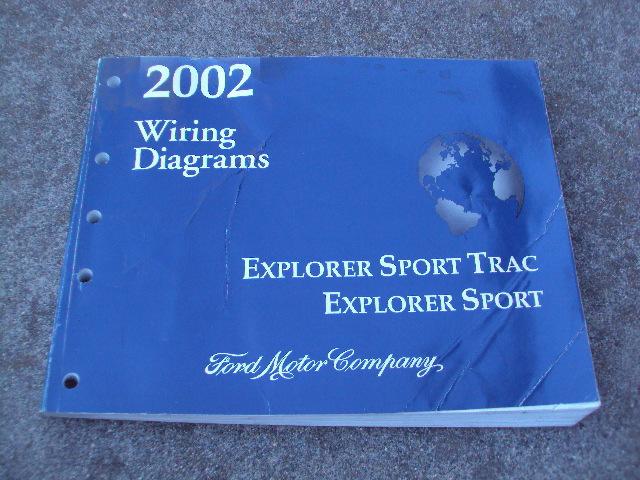 2002
Wiring
Diagrams
EXPLORER SPORT TRAC
EXPLORER SPORT
Ford Motor Company